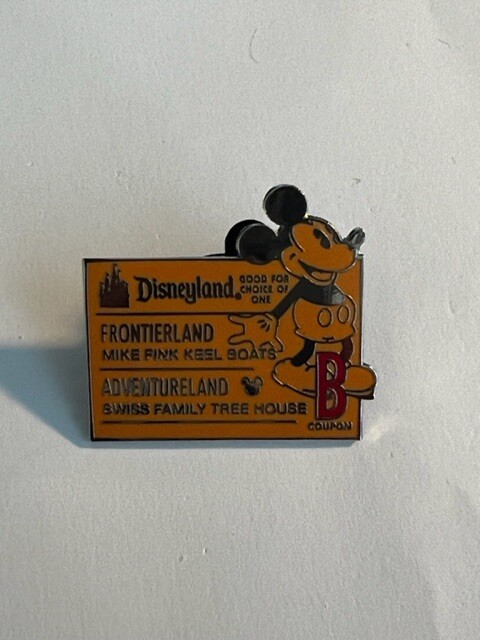 Disneyland® GOOD FOR
CHOICE OF
ONE
FRONTIERLAND
MIKE FINK KEEL BOATS
ADVENTURELAND
SWISS FAMILY TREE HOUSE
B
COUPON